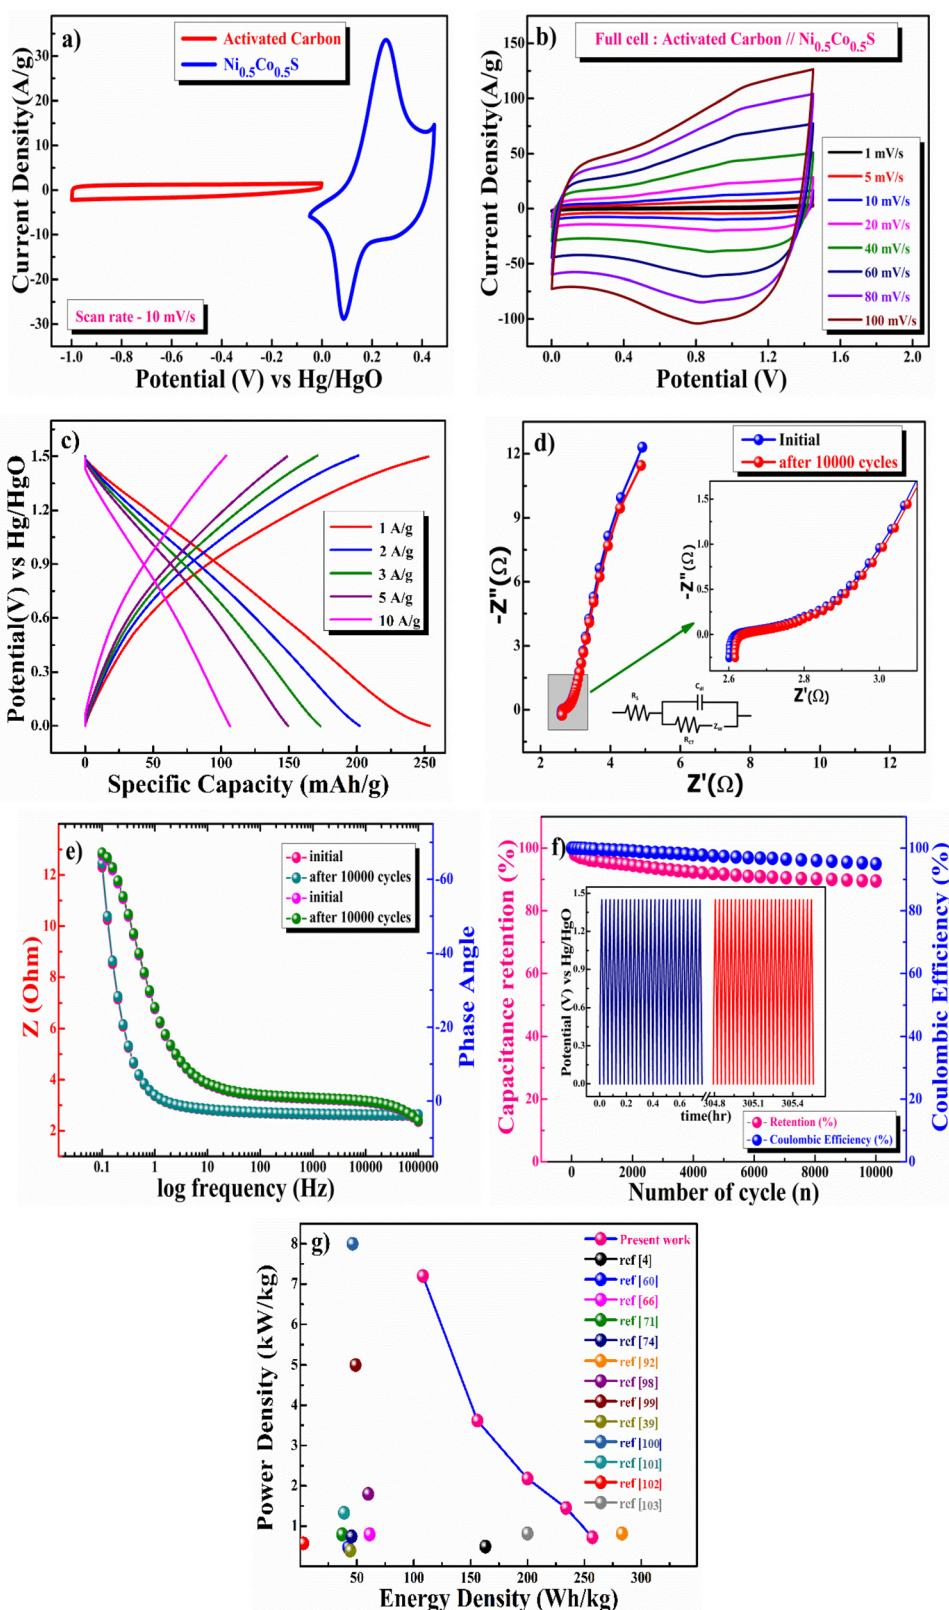 a)
Activated Carbon
Ni0.5Co0.5S
Current Density(A/g)
30
20
10
0
-10
-20
-30
Scan rate - 10 mV/s
-1.0 -0.8 -0.6 -0.4 -0.2 0.0 0.2 0.4
Potential (V) vs Hg/HgO
b)
Full cell : Activated Carbon // Ni0.5Co0.5S
Current Density(A/g)
150
100
50
0
-50
-100
1 mV/s
5 mV/s
10 mV/s
20 mV/s
40 mV/s
60 mV/s
80 mV/s
100 mV/s
0.0 0.4 0.8 1.2 1.6 2.0
Potential (V)
c)
Potential(V) vs Hg/HgO
1.5
1.2
0.9
0.6
0.3
0.0
1 A/g
2 A/g
3 A/g
5 A/g
10 A/g
0 50 100 150 200 250
Specific Capacity (mAh/g)
d)
Initial
after 10000 cycles
-Z"(Ω)
12
9
6
3
0
-Z"(Ω)
1.5
1.0
0.5
0.0
2.6 2.8 3.0
Z'(Ω)
RS
Cdl
RCT
Zw
2 4 6 8 10 12
Z'(Ω)
e)
initial
after 10000 cycles
initial
after 10000 cycles
Z (Ohm)
12
10
8
6
4
2
Phase Angle
-60
-40
-20
0
0.1 1 10 100 1000 10000 100000
log frequency (Hz)
f)
Capacitance retention (%)
100
80
60
40
20
0
Potential (V) vs Hg/HgO
1.5
1.2
0.9
0.6
0.3
0.0
0.0 0.2 0.4 0.6 304.8 305.1 305.4
time(hr)
Retention (%)
Coulombic Efficiency (%)
Coulombic Efficiency (%)
100
80
60
40
20
0
0 2000 4000 6000 8000 10000
Number of cycle (n)
g)
Power Density (kW/kg)
8
7
6
5
4
3
2
1
Present work
ref [4]
ref [60]
ref [66]
ref [71]
ref [74]
ref [92]
ref [98]
ref [99]
ref [39]
ref [100]
ref [101]
ref [102]
ref [103]
50 100 150 200 250 300
Energy Density (Wh/kg)